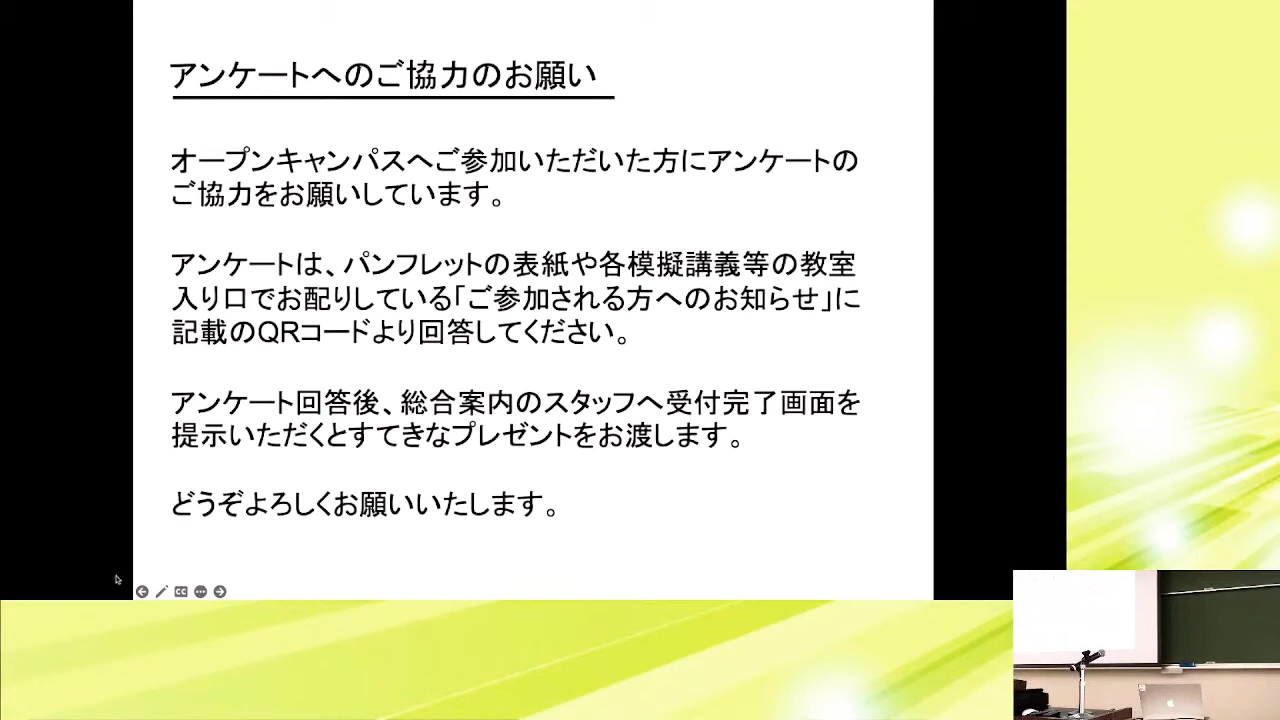 アンケートへのご協力のお願い
オープンキャンパスへご参加いただいた方にアンケートの
ご協力をお願いしています。
アンケートは、パンフレットの表紙や各模擬講義等の教室
入り口でお配りしている「ご参加される方へのお知らせ」に
記載のQRコードより回答してください。
アンケート回答後、総合案内のスタッフへ受付完了画面を
提示いただくとすてきなプレゼントをお渡しします。
どうぞよろしくお願いいたします。
CC